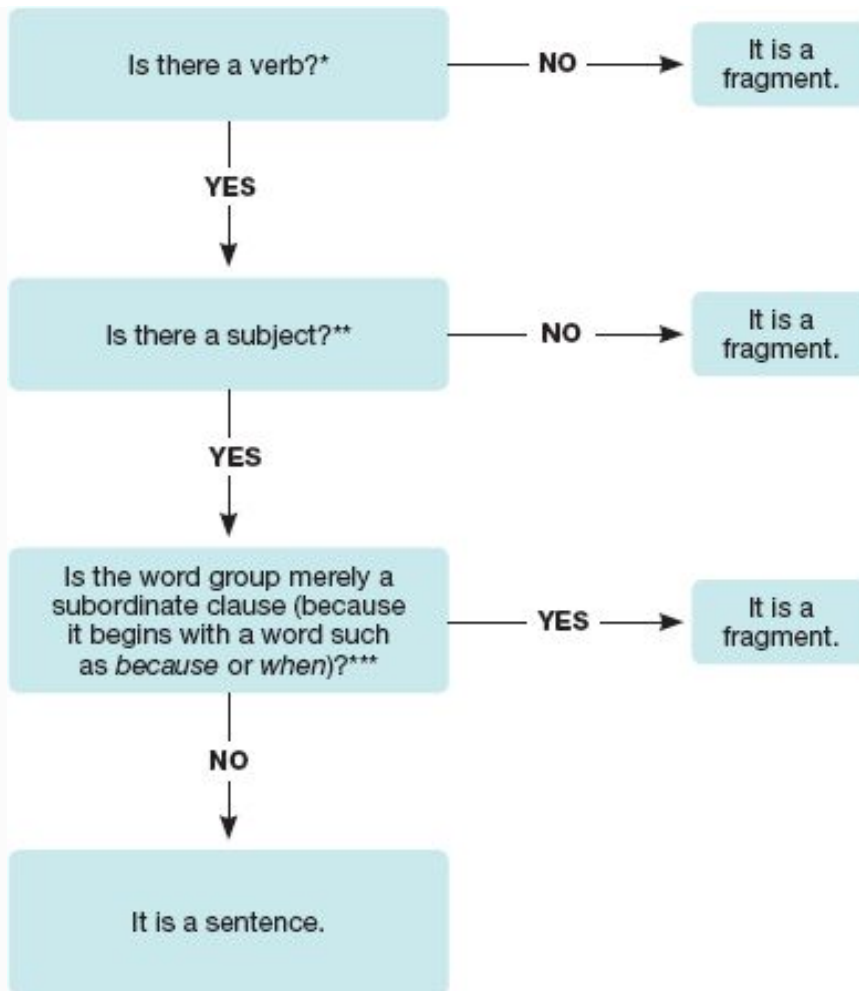 Is there a verb?*
NO
It is a
fragment.
YES
Is there a subject?**
NO
It is a
fragment.
YES
Is the word group merely a
subordinate clause (because
it begins with a word such
as because or when)?***
YES
It is a
fragment.
NO
It is a sentence.